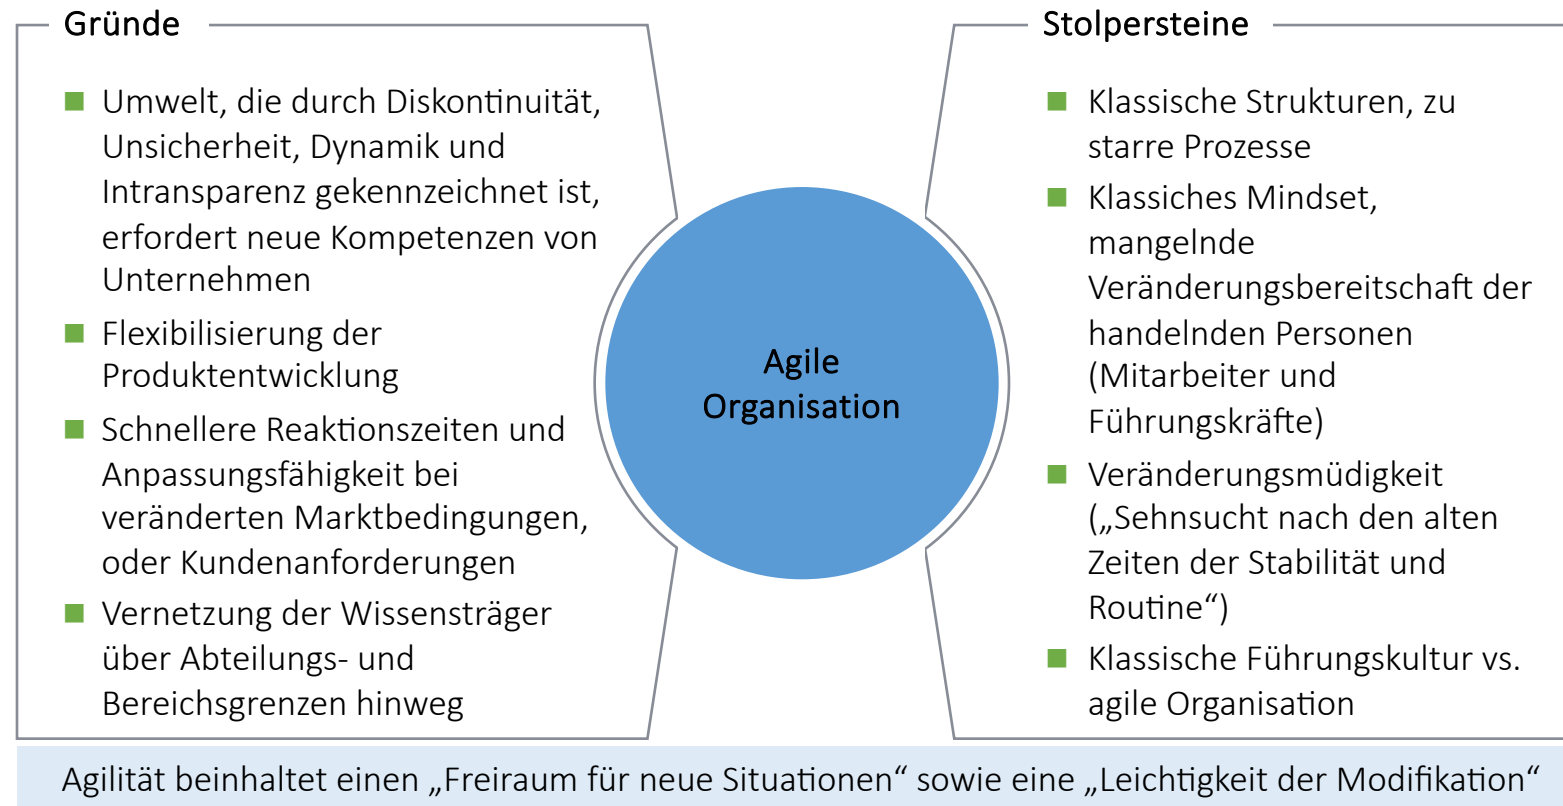 Gründe
Umwelt, die durch Diskontinuität,
Unsicherheit, Dynamik und
Intransparenz gekennzeichnet ist,
erfordert neue Kompetenzen von
Unternehmen
Flexibilisierung der
Produktentwicklung
Schnellere Reaktionszeiten und
Anpassungsfähigkeit bei
veränderten Marktbedingungen,
oder Kundenanforderungen
Vernetzung der Wissensträger
über Abteilungs- und
Bereichsgrenzen hinweg
Agile
Organisation
Stolpersteine
Klassische Strukturen, zu
starre Prozesse
Klassiches Mindset,
mangelnde
Veränderungsbereitschaft der
handelnden Personen
(Mitarbeiter und
Führungskräfte)
Veränderungsmüdigkeit
(„Sehnsucht nach den alten
Zeiten der Stabilität und
Routine“)
Klassische Führungskultur vs.
agile Organisation
Agilität beinhaltet einen „Freiraum für neue Situationen“ sowie eine „Leichtigkeit der Modifikation“